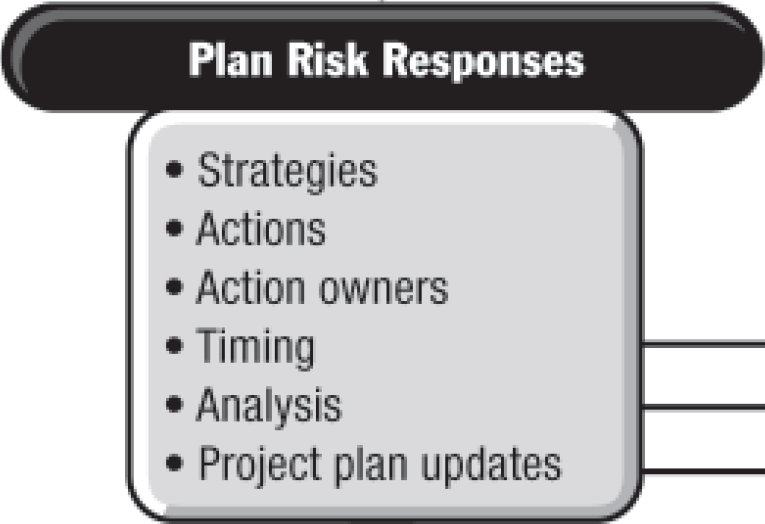 Plan Risk Responses
• Strategies
• Actions
• Action owners
• Timing
• Analysis
• Project plan updates